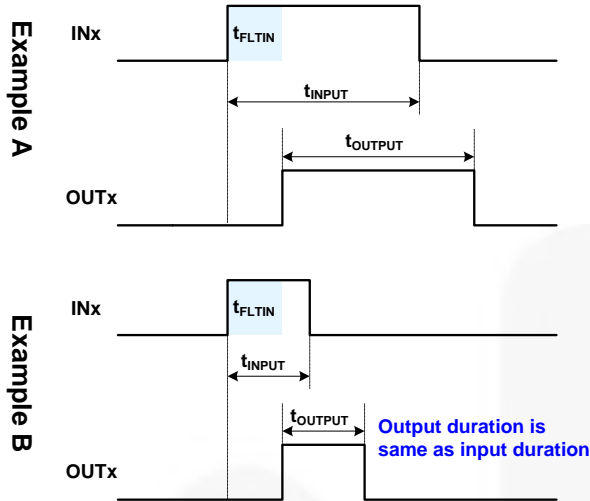 Example A
INx
tFLTIN
tINPUT
tOUTPUT
OUTx
Example B
INx
tFLTIN
tINPUT
tOUTPUT
Output duration is
same as input duration
OUTx